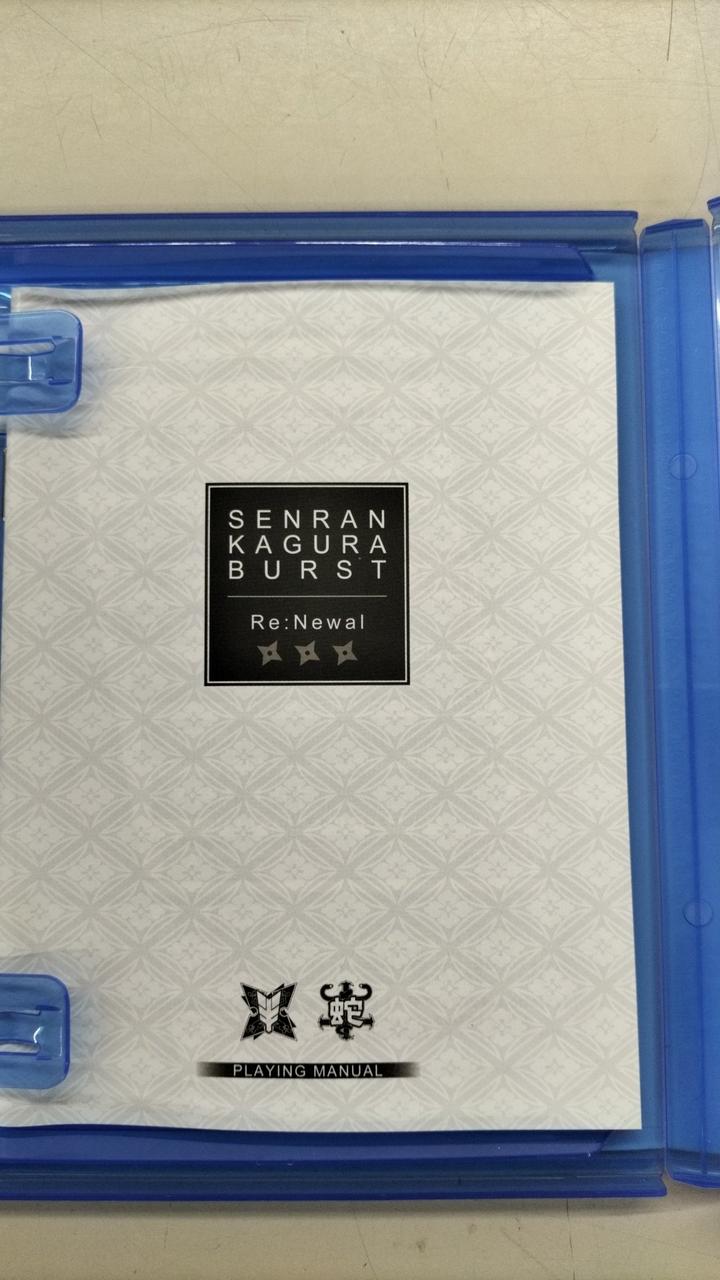 SENRAN
KAGURA
BURST
Re:Newal
蛇
PLAYING MANUAL